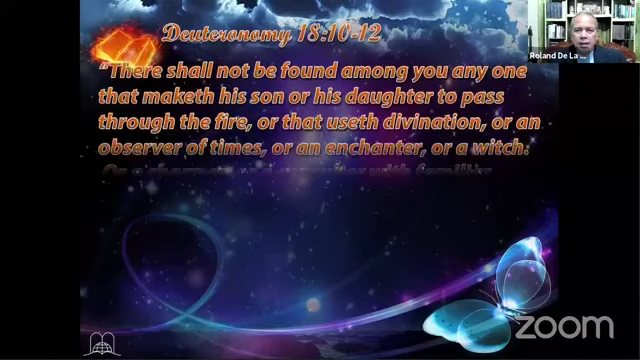 Deuteronomy 18:10-12
"There shall not be found among you any one
that maketh his son or his daughter to pass
through the fire, or that useth divination, or an
observer of times, or an enchanter, or a witch.
Roland De La
zoom